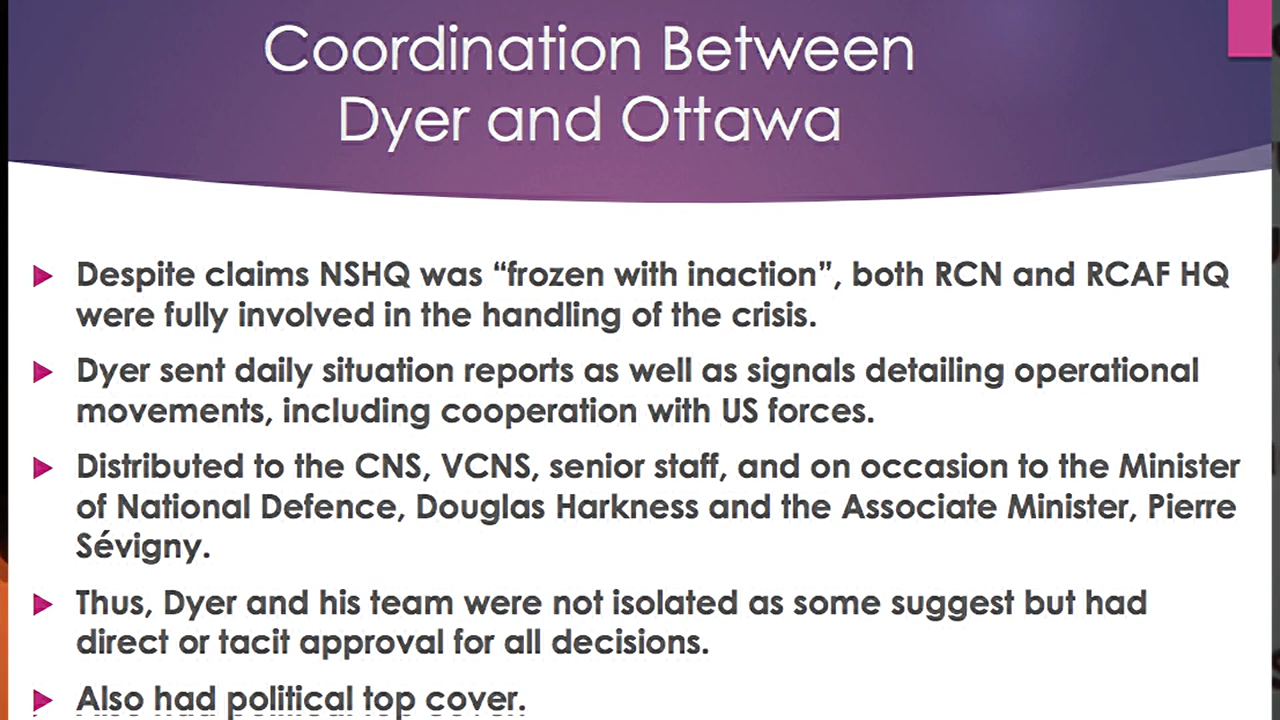 Coordination Between
Dyer and Ottawa
Despite claims NSHQ was “frozen with inaction”, both RCN and RCAF HQ
were fully involved in the handling of the crisis.
Dyer sent daily situation reports as well as signals detailing operational
movements, including cooperation with US forces.
Distributed to the CNS, VCNS, senior staff, and on occasion to the Minister
of National Defence, Douglas Harkness and the Associate Minister, Pierre
Sévigny.
Thus, Dyer and his team were not isolated as some suggest but had
direct or tacit approval for all decisions.
Also had political top cover.